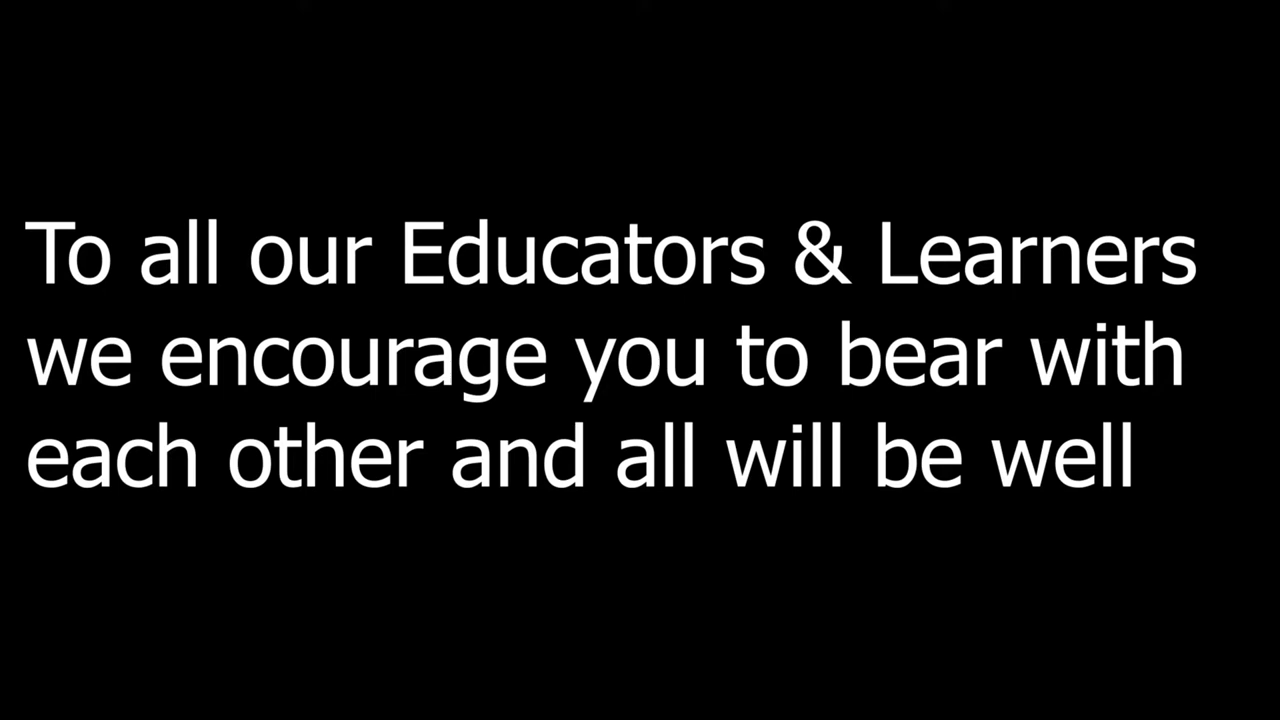 To all our Educators & Learners
we encourage you to bear with
each other and all will be well